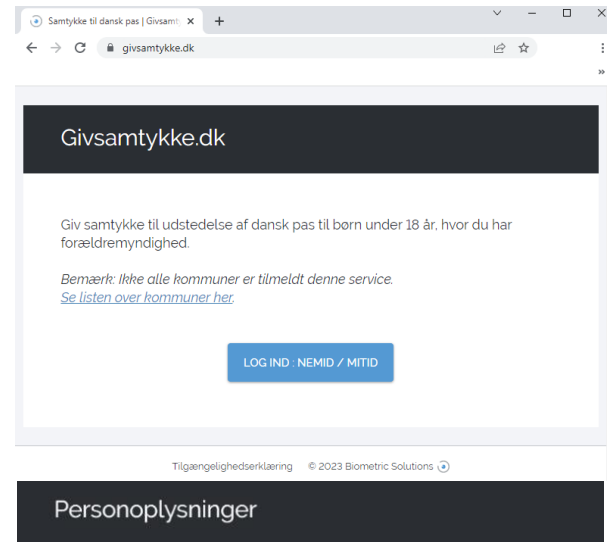 Samtykke til dansk pas | Givsamt
givsamtykke.dk
Givsamtykke.dk
Giv samtykke til udstedelse af dansk pas til børn under 18 år, hvor du har
forældremyndighed.
Bemærk: Ikke alle kommuner er tilmeldt denne service.
Se listen over kommuner her.
LOG IND : NEMID / MITID
Tilgængelighedserklæring © 2023 Biometric Solutions
Personoplysninger